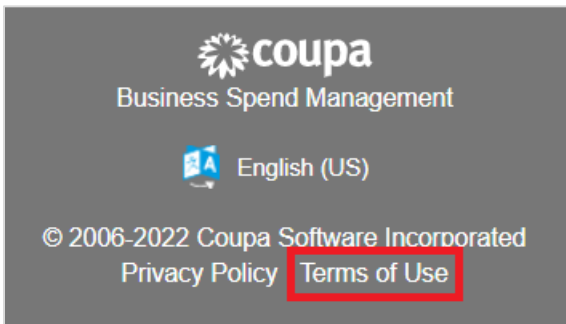 coupa
Business Spend Management
English (US)
© 2006-2022 Coupa Software Incorporated
Privacy Policy Terms of Use